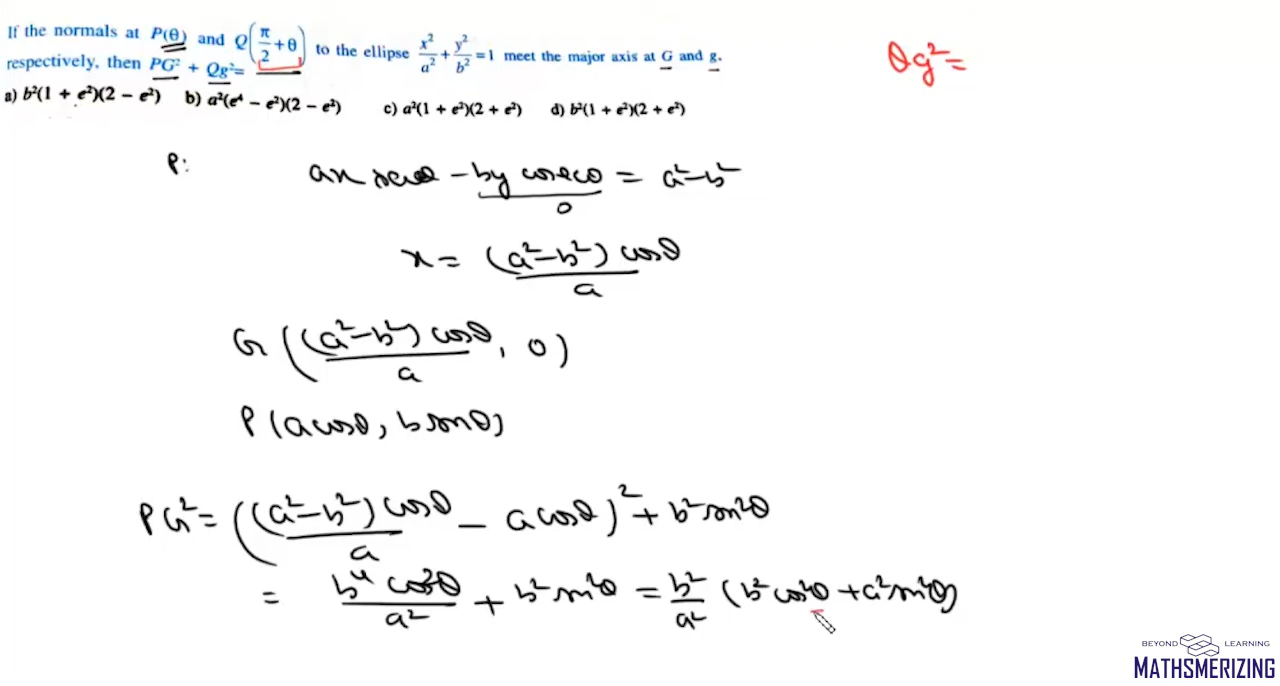 If the normals at P(θ) and Q(π/2 + θ) to the ellipse x²/a² + y²/b² = 1 meet the major axis at G and g.
respectively, then PG² + Qg² =
a) b²(1 + e²)(2 – e²) b) a²(e⁴ – e²)(2 – e²) c) a²(1 + e²)(2 + e²) d) b²(1 + e²)(2 + e²)
Qg² =
P: ax secθ – by cosecθ = a² – b²
0
x = (a² – b²) cosθ / a
G ((a² – b²) cosθ / a, 0)
P (a cosθ, b sinθ)
PG² = ((a² – b²) cosθ / a – a cosθ)² + b² sin²θ
= b⁴ cos²θ / a² + b² sin²θ = b²/a² (b² cos²θ + a² sin²θ)
BEYOND LEARNING
MATHSMERIZING